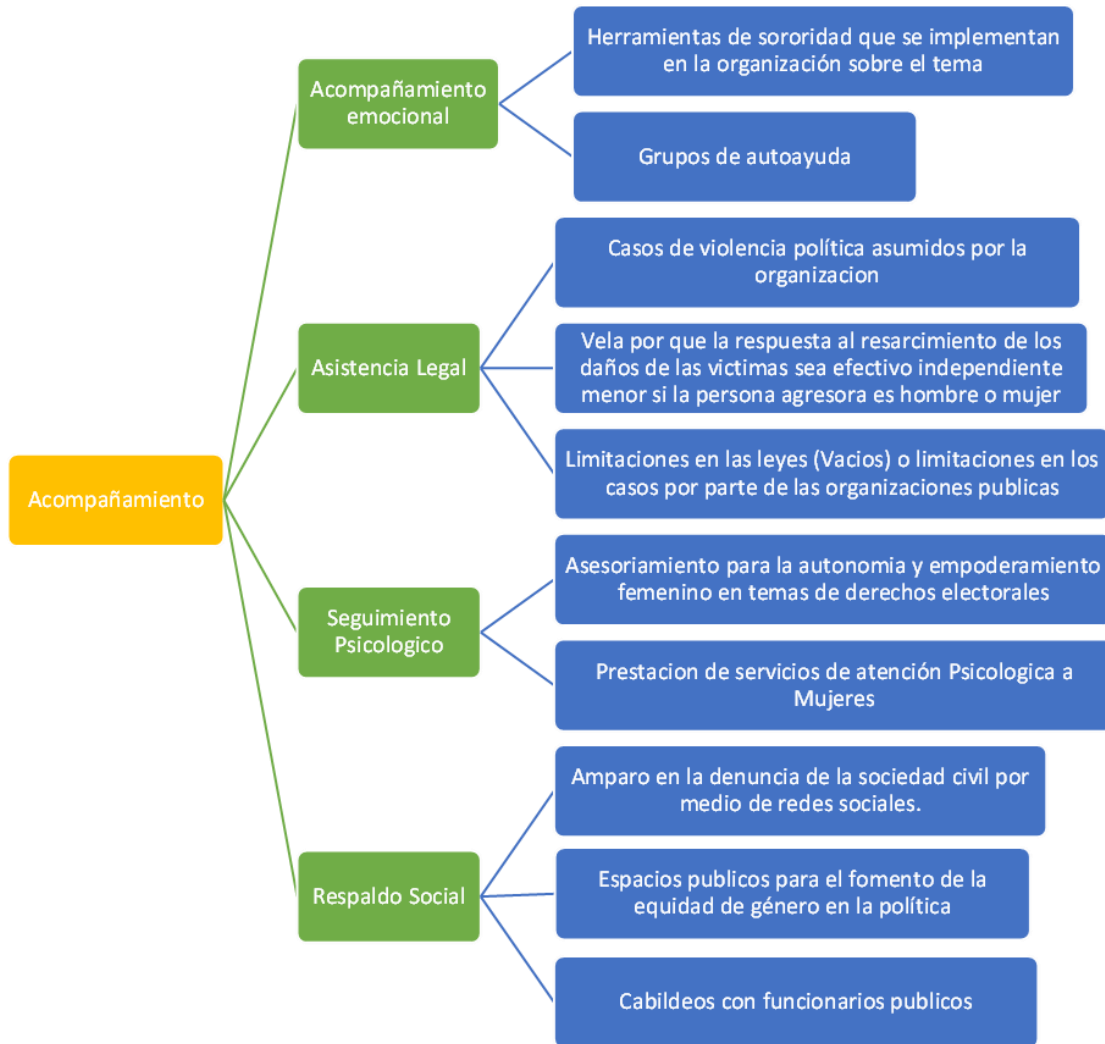 Acompañamiento
Acompañamiento
emocional
Herramientas de sororidad que se implementan
en la organización sobre el tema
Grupos de autoayuda
Asistencia Legal
Casos de violencia política asumidos por la
organizacion
Vela por que la respuesta al resarcimiento de los
daños de las victimas sea efectivo independiente
menor si la persona agresora es hombre o mujer
Limitaciones en las leyes (Vacios) o limitaciones en los
casos por parte de las organizaciones publicas
Seguimiento
Psicologico
Asesoriamiento para la autonomia y empoderamiento
femenino en temas de derechos electorales
Prestacion de servicios de atención Psicologica a
Mujeres
Respaldo Social
Amparo en la denuncia de la sociedad civil por
medio de redes sociales.
Espacios publicos para el fomento de la
equidad de género en la política
Cabildeos con funcionarios publicos